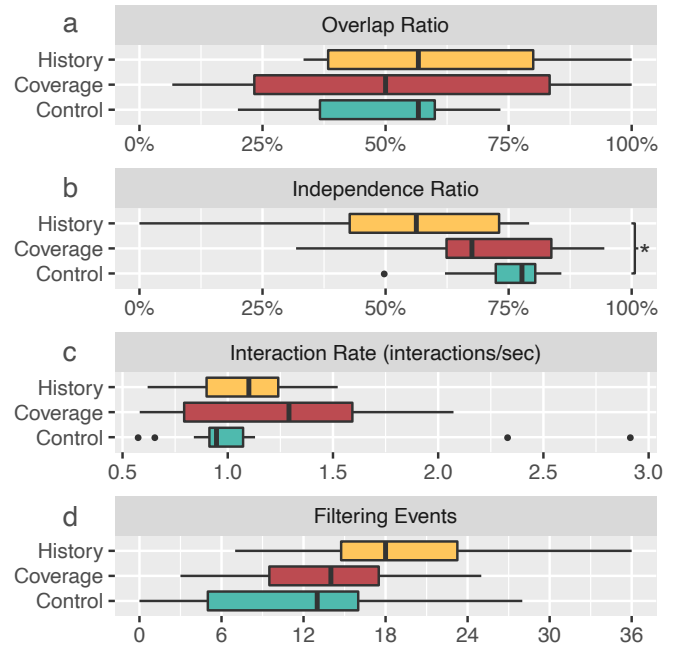 a
Overlap Ratio
History
Coverage
Control
0% 25% 50% 75% 100%
b
Independence Ratio
History
Coverage
Control
*
0% 25% 50% 75% 100%
c
Interaction Rate (interactions/sec)
History
Coverage
Control
0.5 1.0 1.5 2.0 2.5 3.0
d
Filtering Events
History
Coverage
Control
0 6 12 18 24 30 36